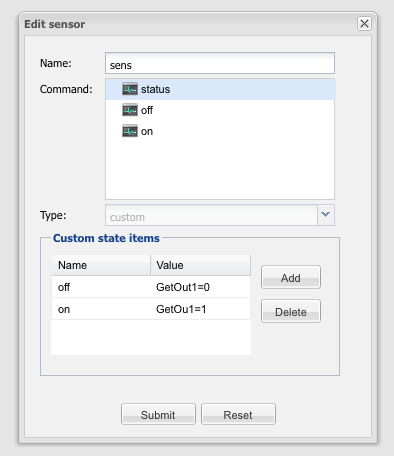 Edit sensor
Name: sens
Command: status
off
on
Type: custom
Custom state items
Name Value
off GetOut1=0
on GetOu1=1
Add
Delete
Submit Reset